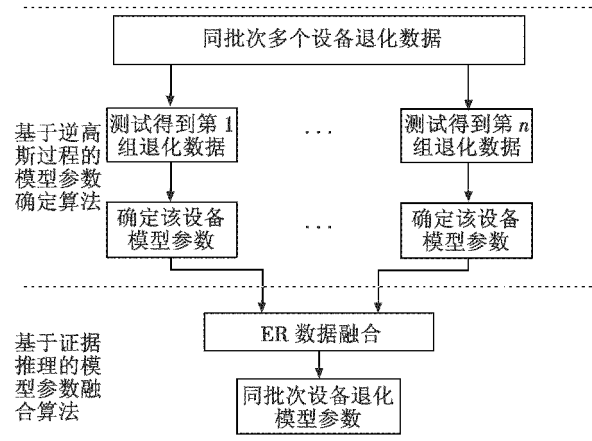 同批次多个设备退化数据
基于逆高
斯过程的
模型参数
确定算法
测试得到第 1
组退化数据
...
测试得到第 n
组退化数据
确定该设备
模型参数
...
确定该设备
模型参数
基于证据
推理的模
型参数融
合算法
ER 数据融合
同批次设备退化
模型参数